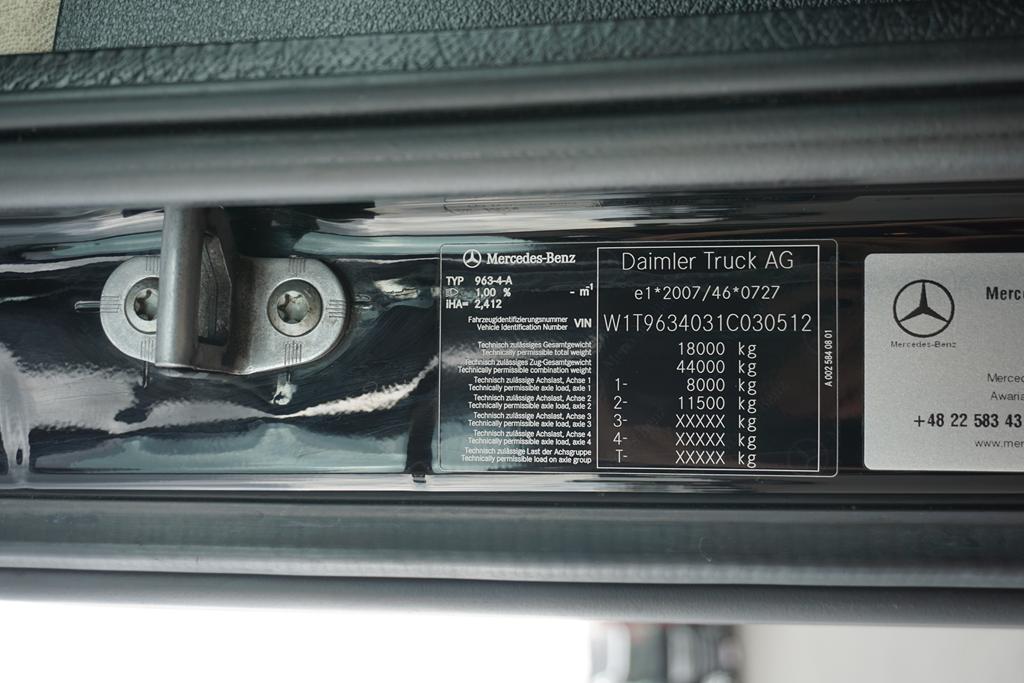 Mercedes-Benz
TYP 963-4-A
1,00 % - m⁻¹
iHA= 2,412
Fahrzeugidentifizierungsnummer
Vehicle Identification Number VIN
Technisch zulässiges Gesamtgewicht
Technically permissible total weight
Technisch zulässiges Zug-Gesamtgewicht
Technically permissible combination weight
Technisch zulässige Achslast, Achse 1
Technically permissible axle load, axle 1
Technisch zulässige Achslast, Achse 2
Technically permissible axle load, axle 2
Technisch zulässige Achslast, Achse 3
Technically permissible axle load, axle 3
Technisch zulässige Achslast, Achse 4
Technically permissible axle load, axle 4
Technisch zulässige Last der Achsgruppe
Technically permissible load on axle group
Daimler Truck AG
e1*2007/46*0727
W1T9634031C030512
18000 kg
44000 kg
1- 8000 kg
2- 11500 kg
3- XXXXX kg
4- XXXXX kg
T- XXXXX kg
A 002 584 08 01
Mercedes-Benz
Merc
Merced
Awaria
+48 22 583 43
www.mer